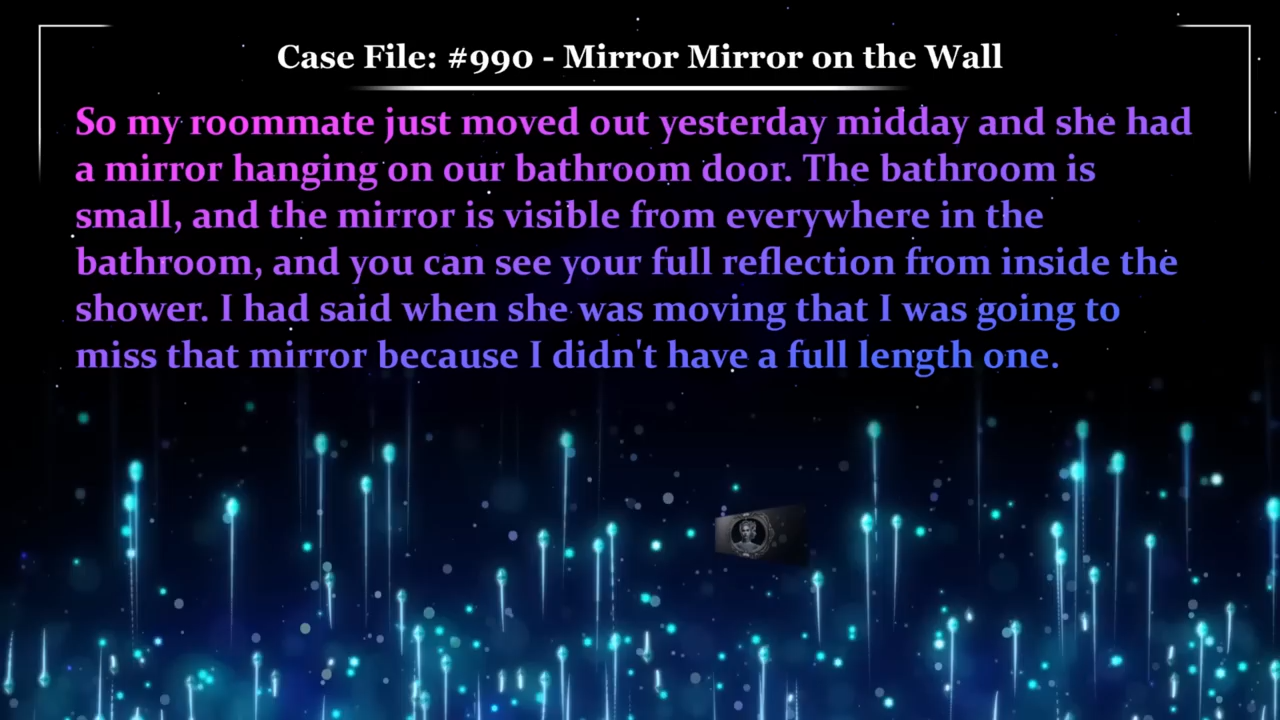 Case File: #990 - Mirror Mirror on the Wall
So my roommate just moved out yesterday midday and she had
a mirror hanging on our bathroom door. The bathroom is
small, and the mirror is visible from everywhere in the
bathroom, and you can see your full reflection from inside the
shower. I had said when she was moving that I was going to
miss that mirror because I didn't have a full length one.